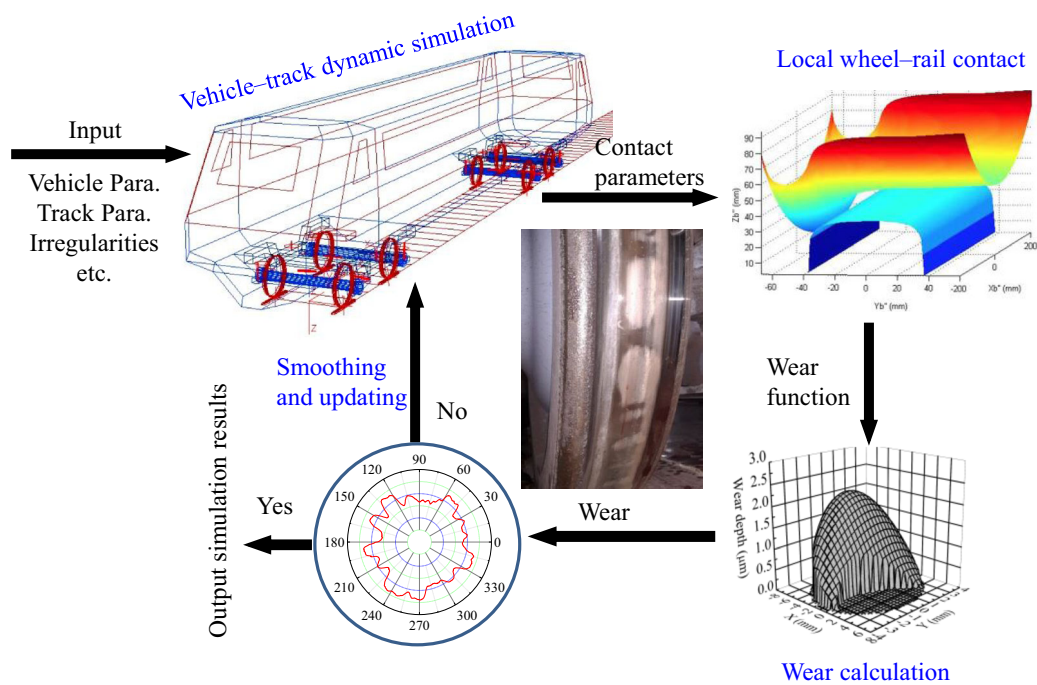 Vehicle–track dynamic simulation
Input
Vehicle Para.
Track Para.
Irregularities
etc.
z
Contact
parameters
Local wheel–rail contact
90
80
70
60
50
40
30
20
10
Zb" (mm)
-60
-40
-20
0
20
40
Yb" (mm)
-200
0
200
Xb" (mm)
Wear
function
3.0
2.5
2.0
1.5
1.0
0.5
0.0
Wear depth (μm)
X (mm)
Y (mm)
Wear calculation
Wear
Smoothing
and updating
No
90
60
30
0
330
300
270
240
210
180
150
120
Yes
Output simulation results